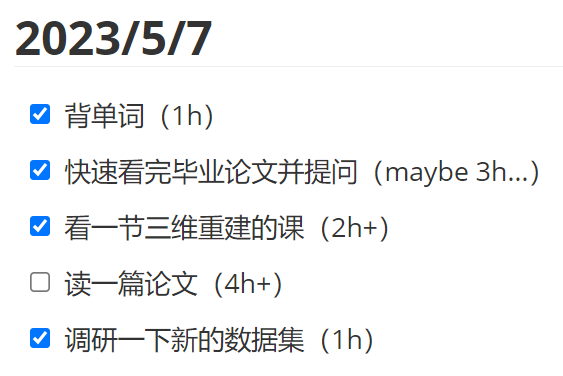 2023/5/7
背单词（1h）
快速看完毕业论文并提问（maybe 3h...）
看一节三维重建的课（2h+）
读一篇论文（4h+）
调研一下新的数据集（1h）